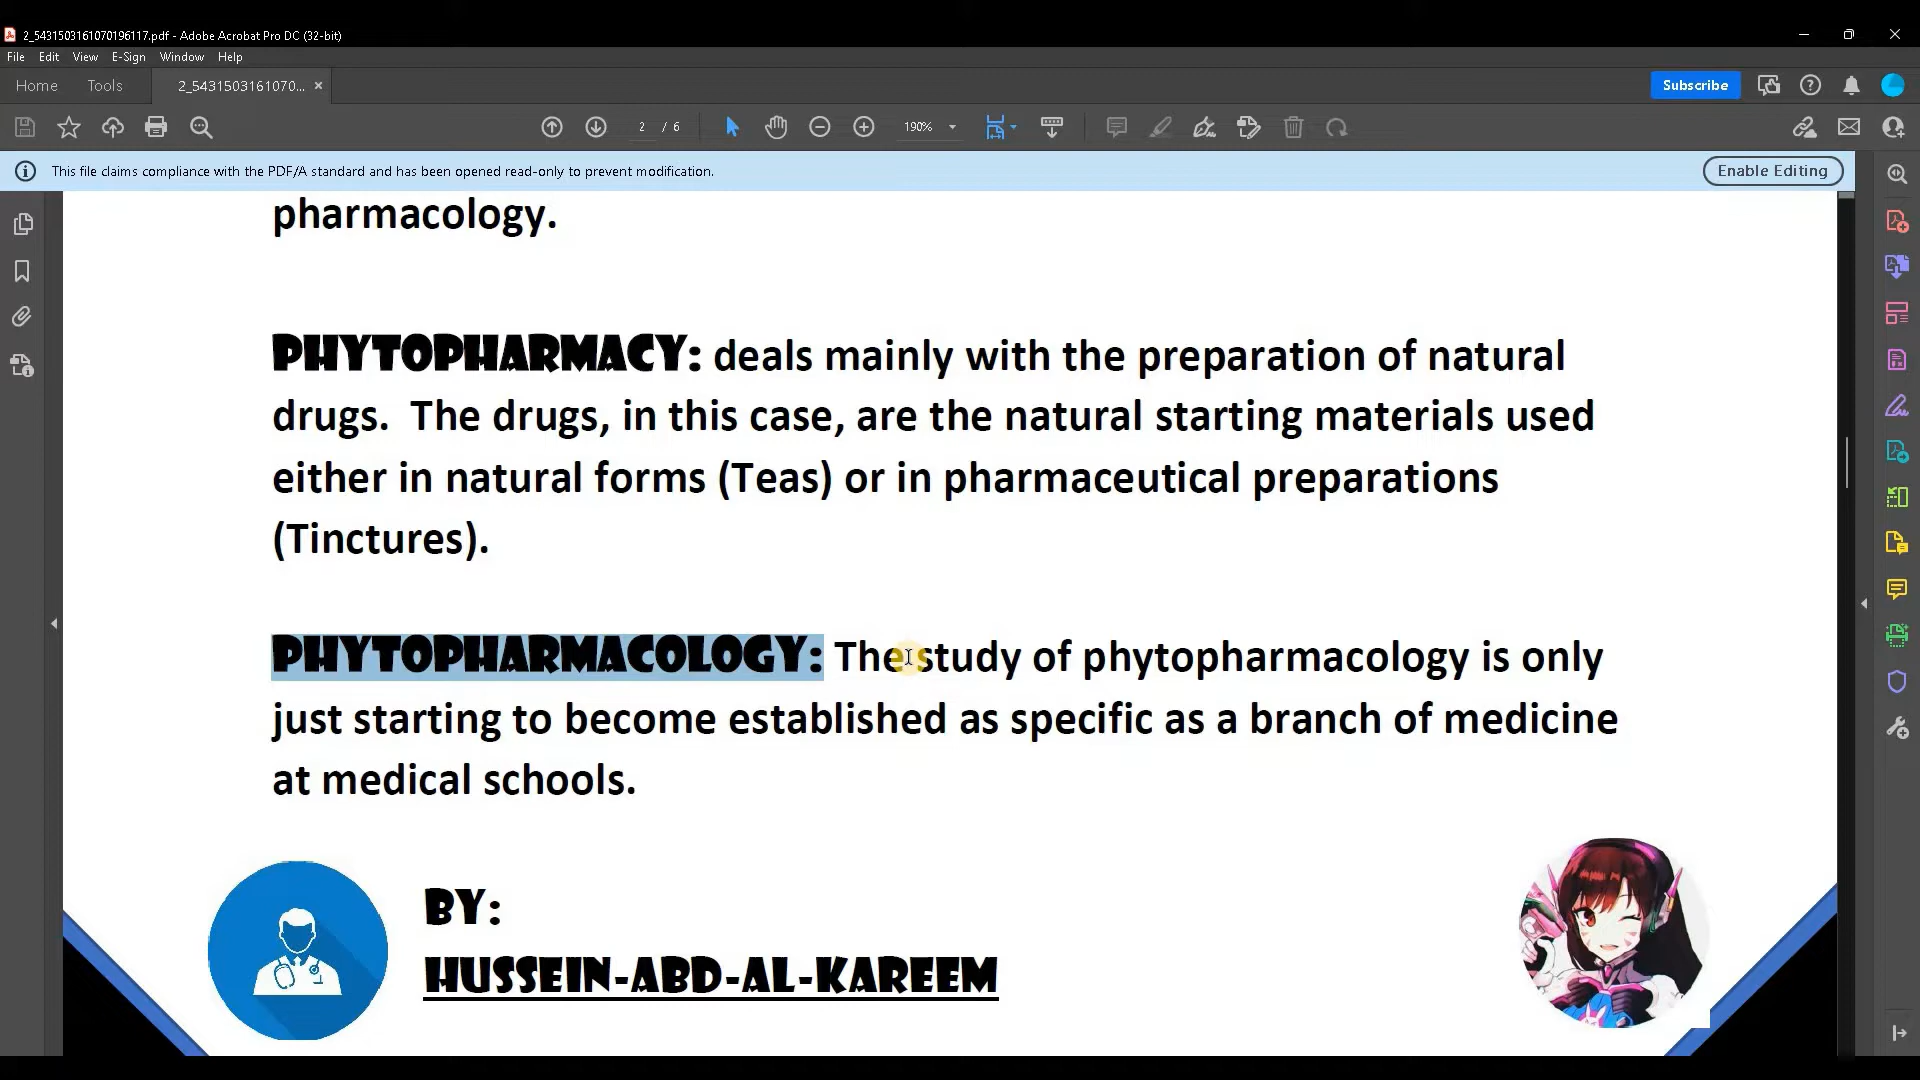 2_5431503161070196117.pdf - Adobe Acrobat Pro DC (32-bit)
File Edit View E-Sign Window Help
Home Tools 2_54315031610 70... ×
Subscribe
2 / 6 190%
This file claims compliance with the PDF/A standard and has been opened read-only to prevent modification. Enable Editing
pharmacology.
PHYTOPHARMACY: deals mainly with the preparation of natural
drugs. The drugs, in this case, are the natural starting materials used
either in natural forms (Teas) or in pharmaceutical preparations
(Tinctures).
PHYTOPHARMACOLOGY: The study of phytopharmacology is only
just starting to become established as specific as a branch of medicine
at medical schools.
BY:
HUSSEIN-ABD-AL-KAREEM